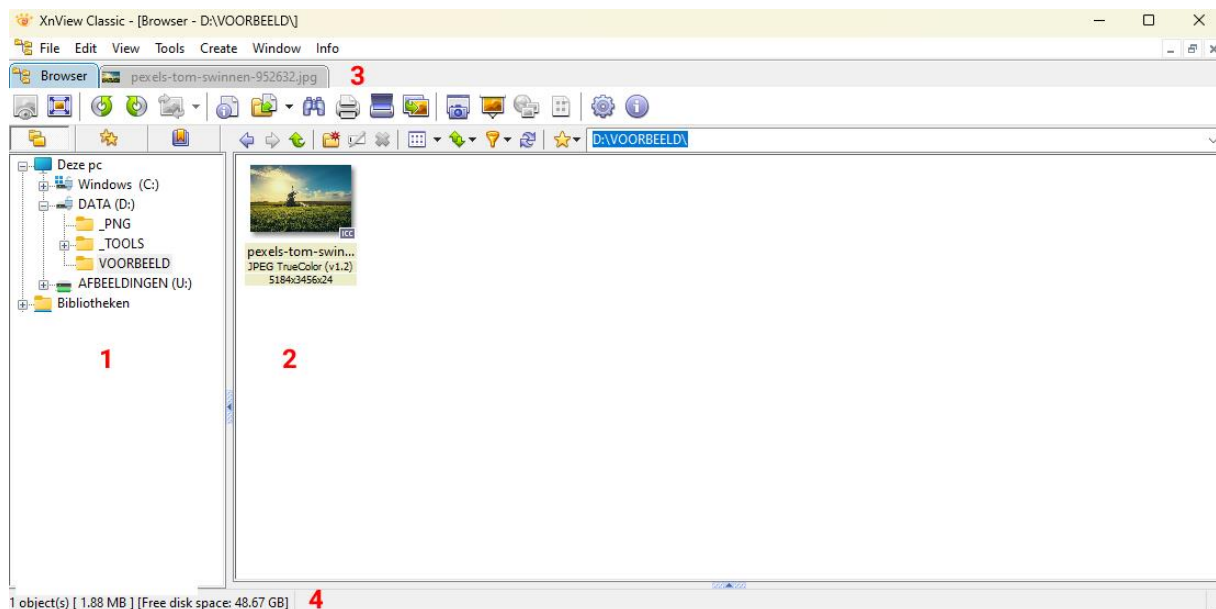 XnView Classic - [Browser - D:\VOORBEELD\]
File Edit View Tools Create Window Info
Browser pexels-tom-swinnen-952632.jpg 3
D:\VOORBEELD\
Deze pc
Windows (C:)
DATA (D:)
_PNG
_TOOLS
VOORBEELD
AFBEELDINGEN (U:)
Bibliotheken
1
ICC
pexels-tom-swin...
JPEG TrueColor (v1.2)
5184x3456x24
2
1 object(s) [ 1.88 MB ] [Free disk space: 48.67 GB] 4